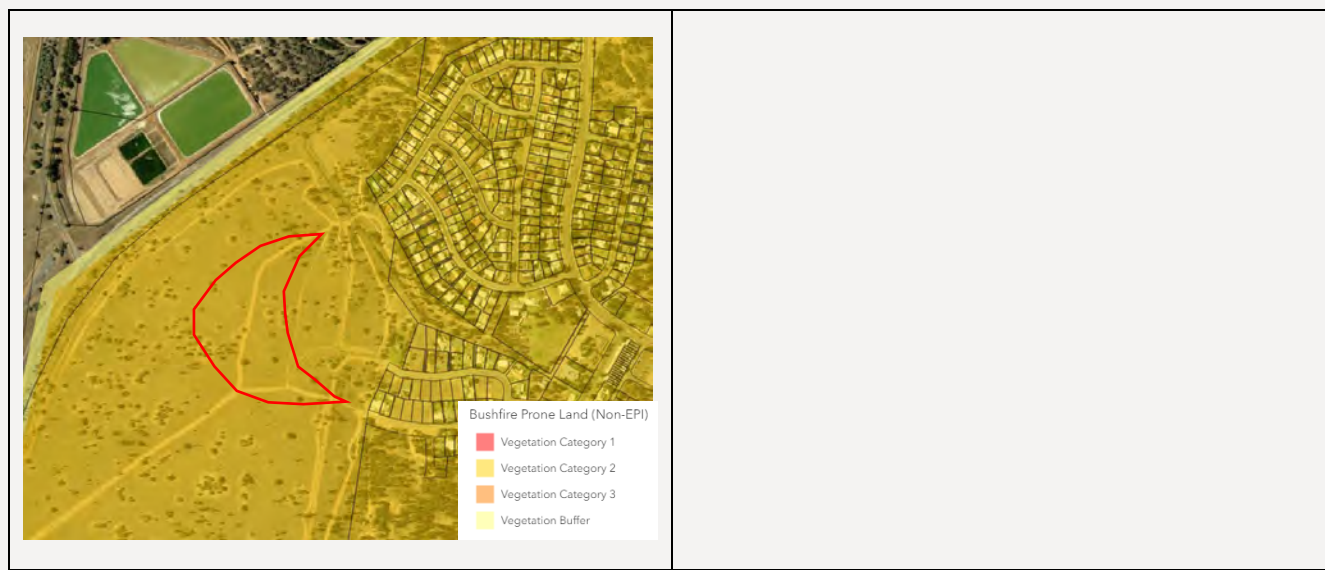 Bushfire Prone Land (Non-EPI)
Vegetation Category 1
Vegetation Category 2
Vegetation Category 3
Vegetation Buffer